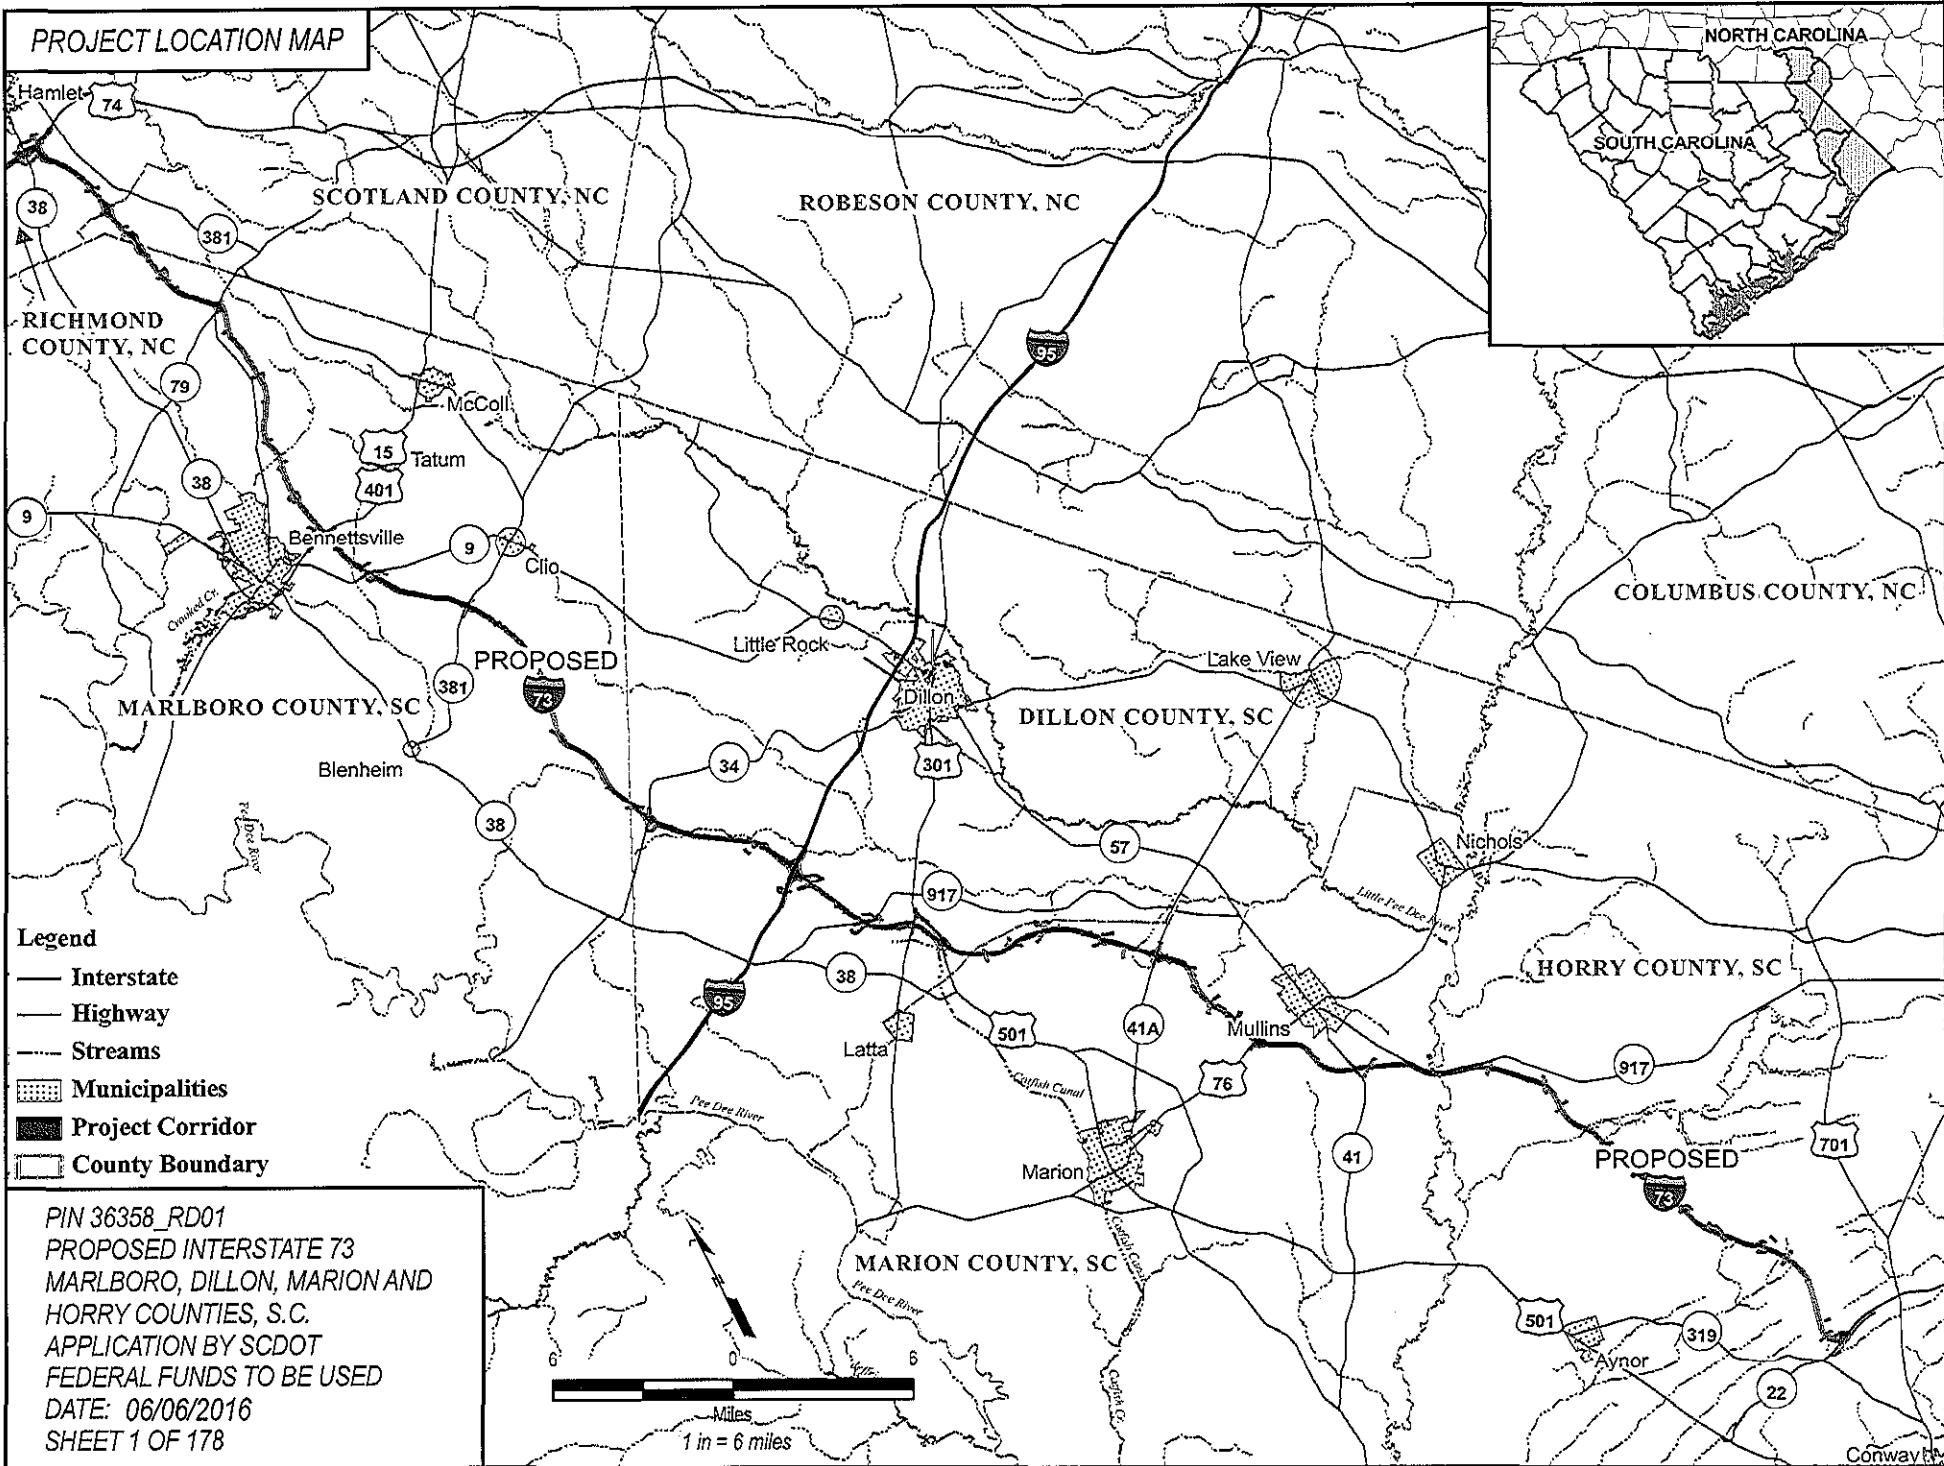 PROJECT LOCATION MAP
NORTH CAROLINA
SOUTH CAROLINA
Hamlet
74
38
381
SCOTLAND COUNTY, NC
ROBESON COUNTY, NC
RICHMOND
COUNTY, NC
95
79
McColl
15
Tatum
401
38
9
Bennettsville
9
Clio
Crooked Cr.
COLUMBUS COUNTY, NC
Little Rock
PROPOSED
73
381
Lake View
Dillon
MARLBORO COUNTY, SC
DILLON COUNTY, SC
301
34
Blenheim
38
57
Pee Dee River
Nichols
917
Little Pee Dee River
HORRY COUNTY, SC
38
95
501
41A
Mullins
Latta
76
917
Catfish Canal
Pee Dee River
Marion
41
701
PROPOSED
73
Catfish Canal
MARION COUNTY, SC
Pee Dee River
501
319
Aynor
22
Catfish Cr.
Conway
Legend
Interstate
Highway
Streams
Municipalities
Project Corridor
County Boundary
PIN 36358_RD01
PROPOSED INTERSTATE 73
MARLBORO, DILLON, MARION AND
HORRY COUNTIES, S.C.
APPLICATION BY SCDOT
FEDERAL FUNDS TO BE USED
DATE: 06/06/2016
SHEET 1 OF 178
N
6 0 6
Miles
1 in = 6 miles